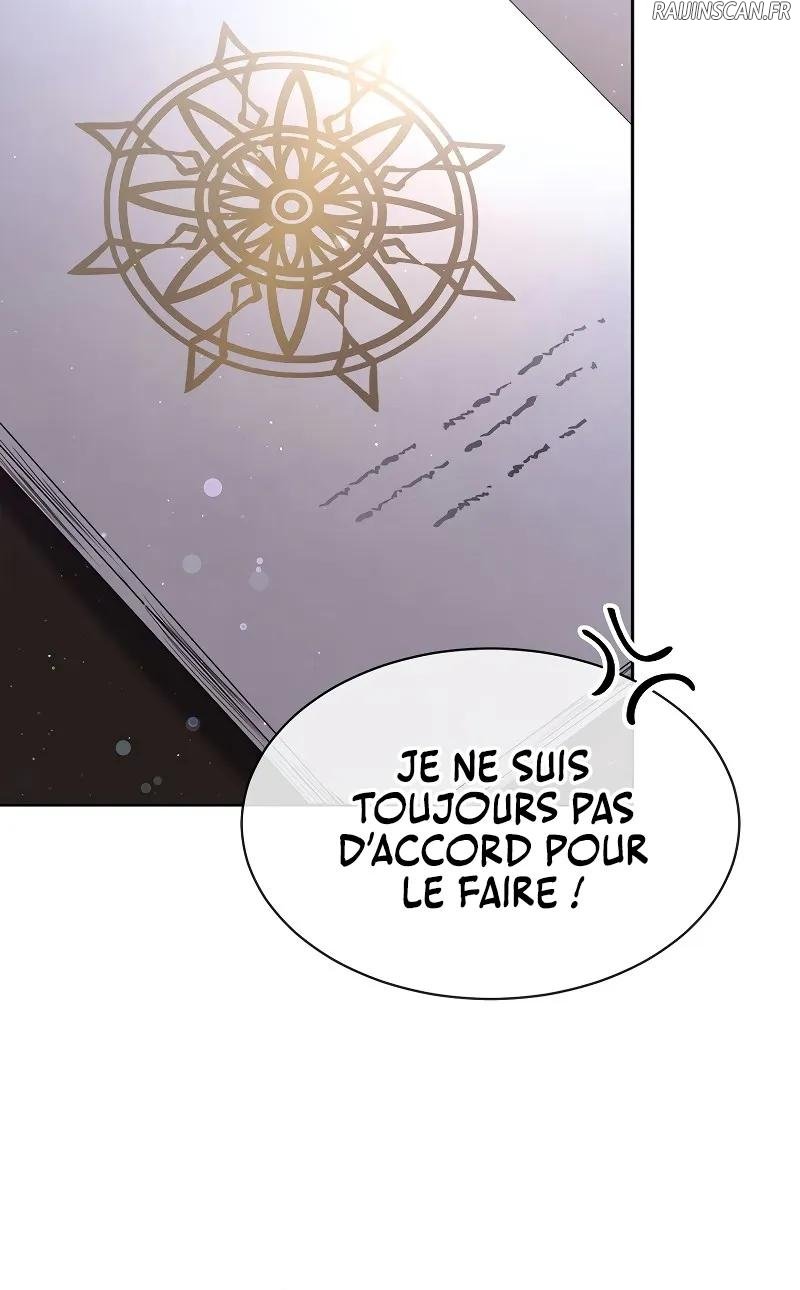 RAIJINSCAN.FR
JE NE SUIS
TOUJOURS PAS
D'ACCORD POUR
LE FAIRE !